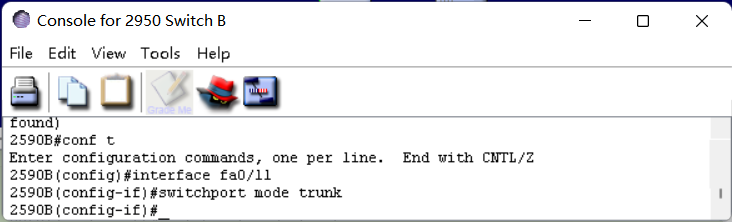 Console for 2950 Switch B
File Edit View Tools Help
Grade Me
found)
2590B#conf t
Enter configuration commands, one per line.  End with CNTL/Z
2590B(config)#interface fa0/11
2590B(config-if)#switchport mode trunk
2590B(config-if)#_